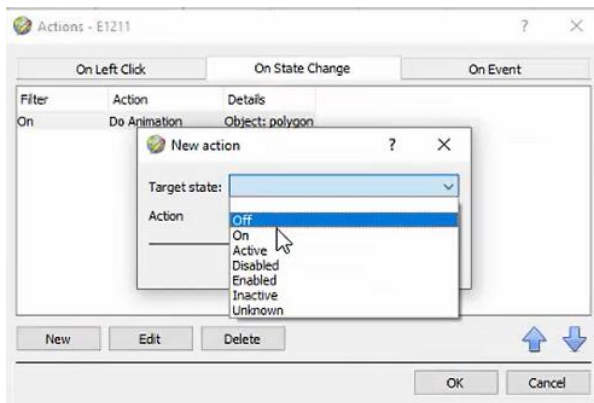 Actions - E1211 ? ×
On Left Click On State Change On Event
Filter Action Details
On Do Animation Object: polygon
New action ? ×
Target state:
Action
Off
On
Active
Disabled
Enabled
Inactive
Unknown
New Edit Delete
OK Cancel